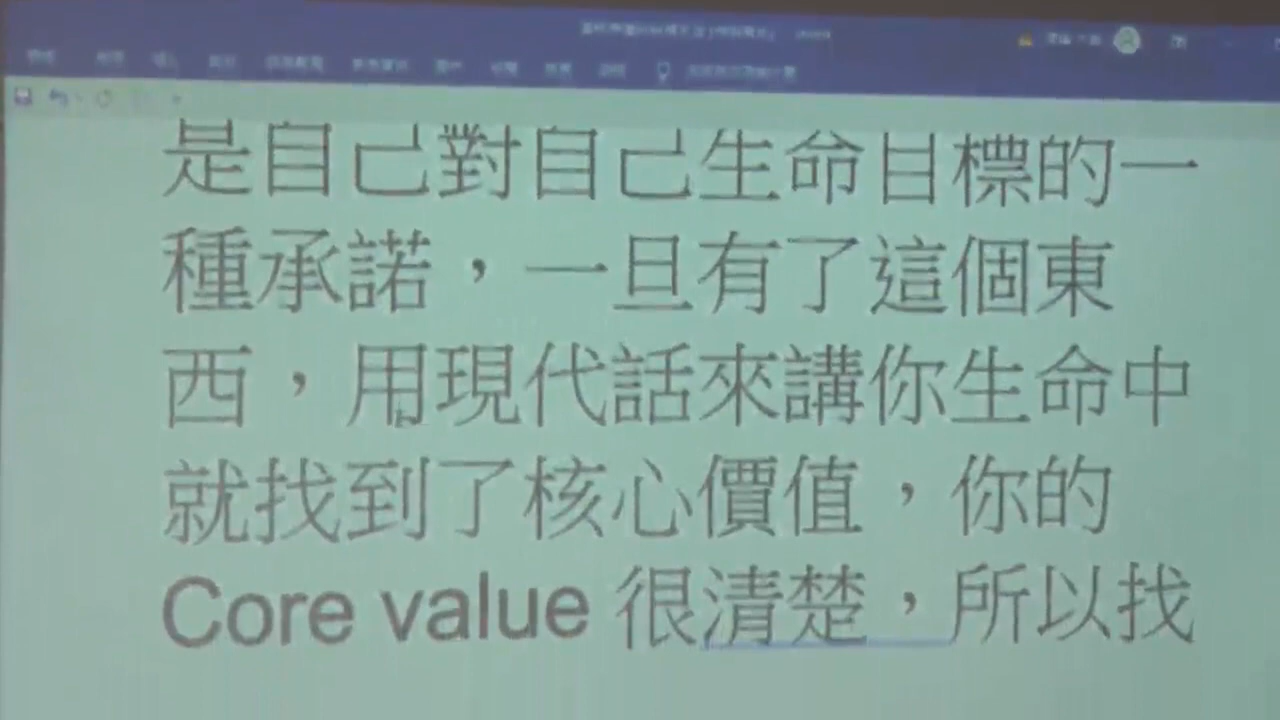 是自己對自己生命目標的一
種承諾，一旦有了這個東
西，用現代話來講你生命中
就找到了核心價值，你的
Core value 很清楚，所以找